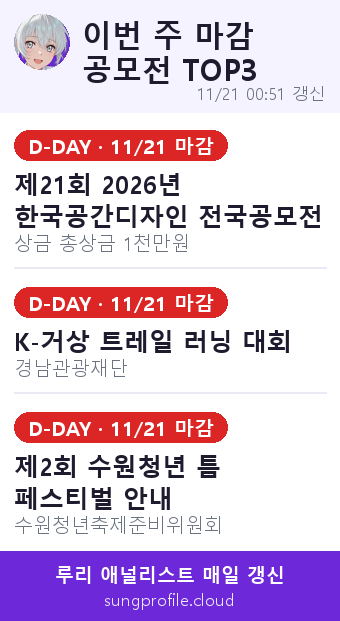 이번 주 마감
공모전 TOP3
11/21 00:51 갱신
D-DAY · 11/21 마감
제21회 2026년
한국공간디자인 전국공모전
상금 총상금 1천만원
D-DAY · 11/21 마감
K-거상 트레일 러닝 대회
경남관광재단
D-DAY · 11/21 마감
제2회 수원청년 틈
페스티벌 안내
수원청년축제준비위원회
루리 애널리스트 매일 갱신
sungprofile.cloud